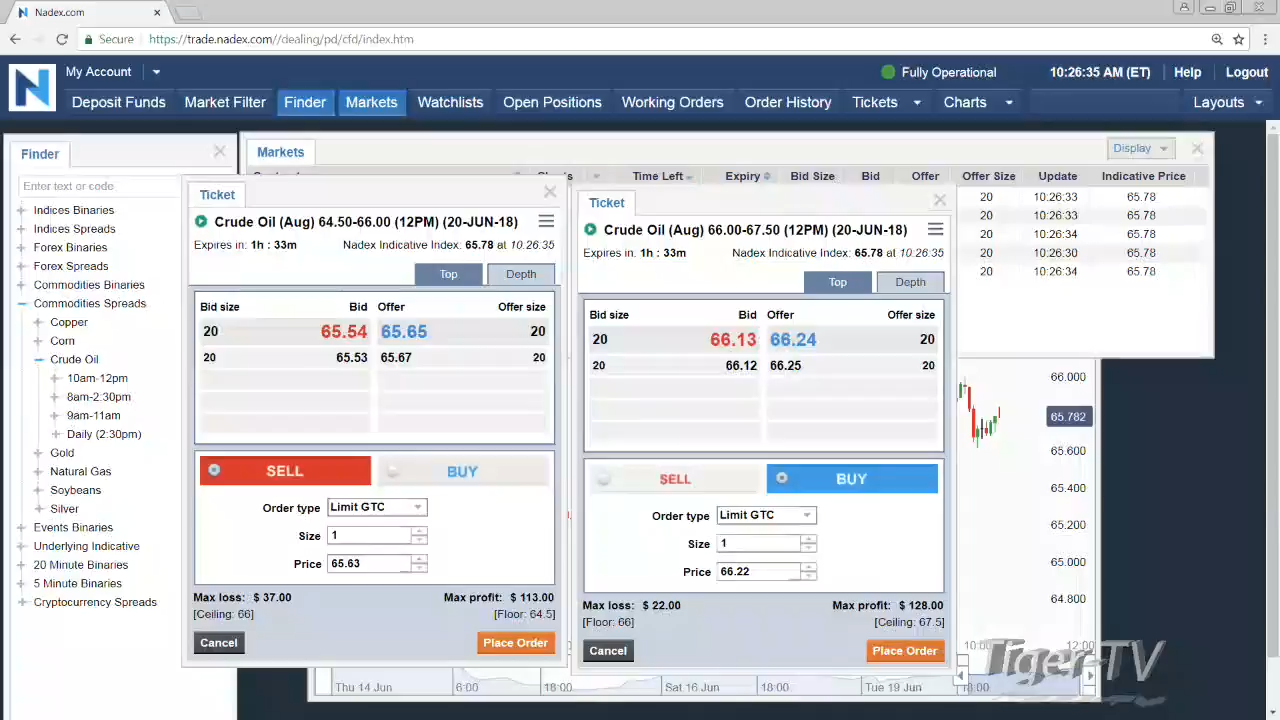 Nadex.com
Secure
https://trade.nadex.com//dealing/pd/cfd/index.htm
N
My Account
Fully Operational
10:26:35 AM (ET)
Help
Logout
Deposit Funds
Market Filter
Finder
Markets
Watchlists
Open Positions
Working Orders
Order History
Tickets
Charts
Layouts
Finder
Enter text or code
Indices Binaries
Indices Spreads
Forex Binaries
Forex Spreads
Commodities Binaries
Commodities Spreads
Copper
Corn
Crude Oil
10am-12pm
8am-2:30pm
9am-11am
Daily (2:30pm)
Gold
Natural Gas
Soybeans
Silver
Events Binaries
Underlying Indicative
20 Minute Binaries
5 Minute Binaries
Cryptocurrency Spreads
Markets
Display
Time Left Expiry Bid Size Bid Offer Offer Size Update Indicative Price
20 10:26:33 65.78
20 10:26:33 65.78
20 10:26:34 65.78
20 10:26:30 65.78
20 10:26:34 65.78
Ticket
Crude Oil (Aug) 64.50-66.00 (12PM) (20-JUN-18)
Expires in: 1h : 33m Nadex Indicative Index: 65.78 at 10:26:35
Top Depth
Bid size Bid Offer Offer size
20 65.54 65.65 20
20 65.53 65.67 20
SELL BUY
Order type Limit GTC
Size 1
Price 65.63
Max loss: $ 37.00 Max profit: $ 113.00
[Ceiling: 66] [Floor: 64.5]
Cancel Place Order
Ticket
Crude Oil (Aug) 66.00-67.50 (12PM) (20-JUN-18)
Expires in: 1h : 33m Nadex Indicative Index: 65.78 at 10:26:35
Top Depth
Bid size Bid Offer Offer size
20 66.13 66.24 20
20 66.12 66.25 20
SELL BUY
Order type Limit GTC
Size 1
Price 66.22
Max loss: $ 22.00 Max profit: $ 128.00
[Floor: 66] [Ceiling: 67.5]
Cancel Place Order
66.000
65.782
65.600
65.400
65.200
65.000
64.800
12:00
Thu 14 Jun 6:00 18:00 Sat 16 Jun 18:00 Tue 19 Jun 18:00
Tiger-TV